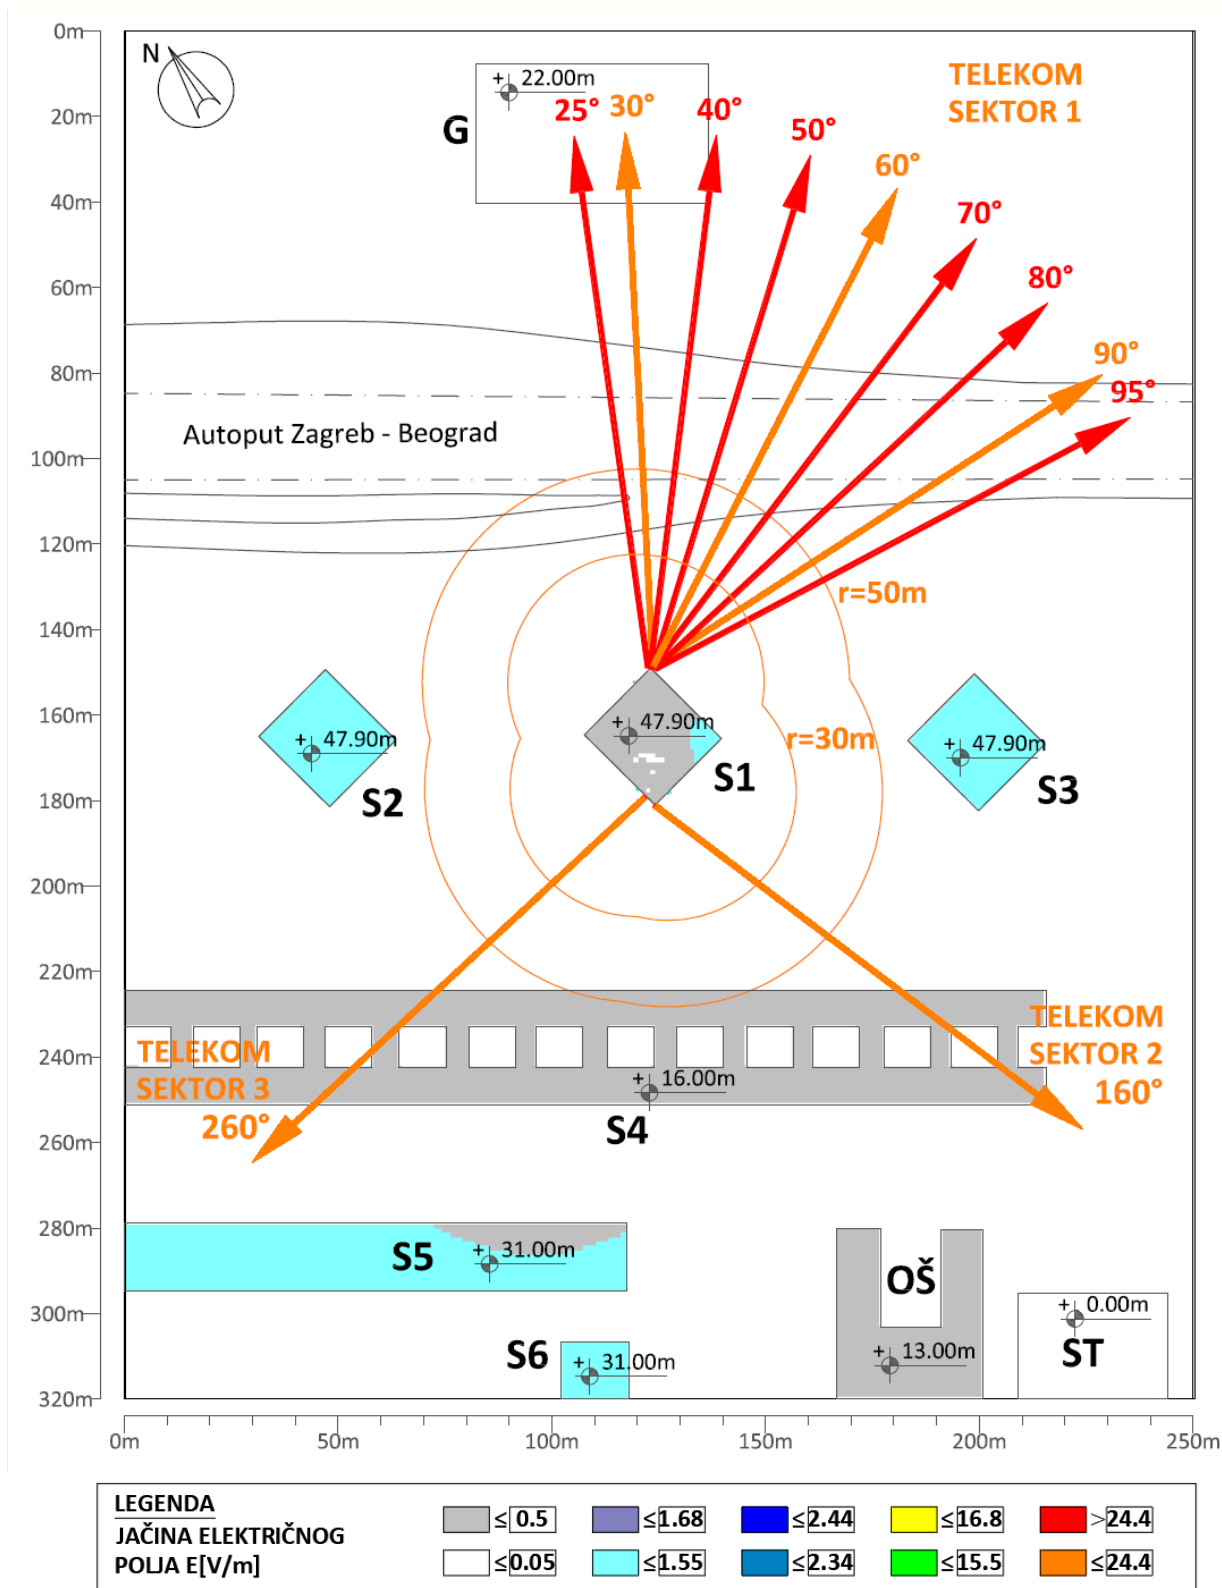 0m
20m
40m
60m
80m
100m
120m
140m
160m
180m
200m
220m
240m
260m
280m
300m
320m
N
22.00m
G
25°
30°
40°
50°
60°
70°
80°
90°
95°
TELEKOM
SEKTOR 1
Autoput Zagreb - Beograd
r=50m
r=30m
47.90m
S2
47.90m
S1
47.90m
S3
TELEKOM
SEKTOR 3
260°
TELEKOM
SEKTOR 2
160°
16.00m
S4
S5
31.00m
S6
31.00m
OŠ
13.00m
0.00m
ST
0m
50m
100m
150m
200m
250m
LEGENDA
JAČINA ELEKTRIČNOG
POLJA E[V/m]
≤ 0.5
≤1.68
≤2.44
≤16.8
>24.4
≤0.05
≤1.55
≤2.34
≤15.5
≤24.4